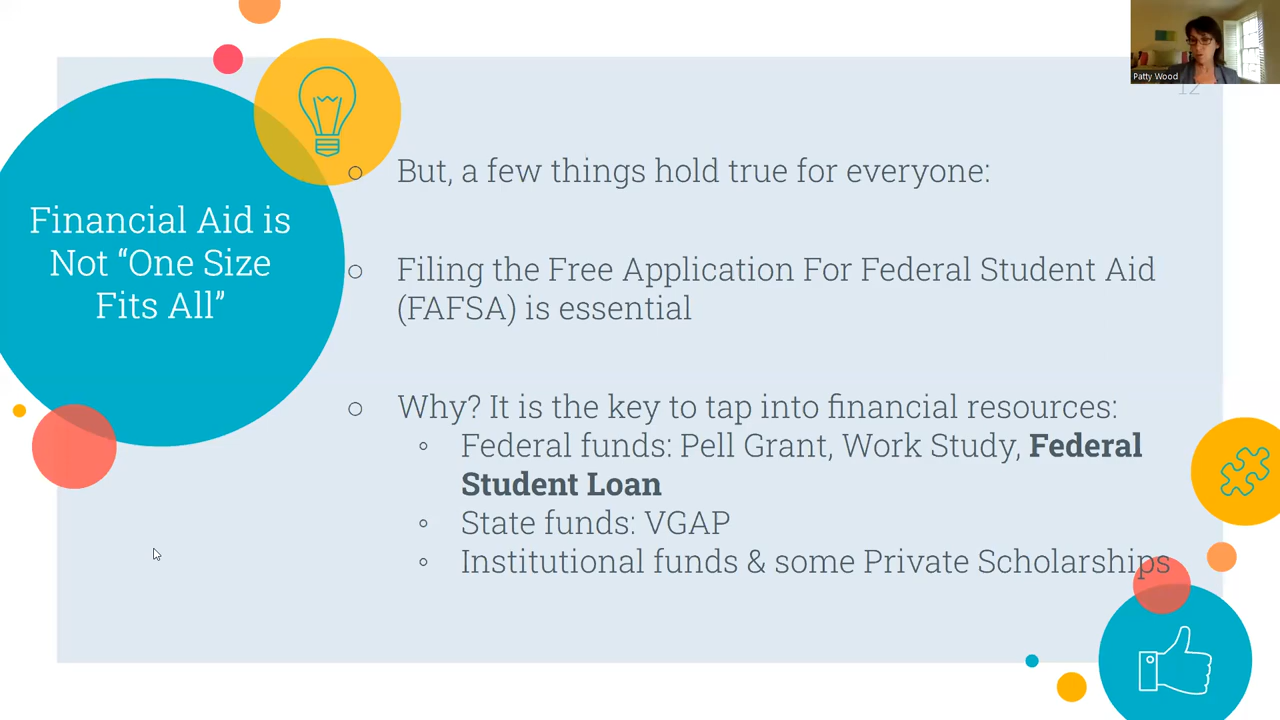 Patty Wood
12
Financial Aid is
Not “One Size
Fits All”
But, a few things hold true for everyone:
Filing the Free Application For Federal Student Aid
(FAFSA) is essential
Why? It is the key to tap into financial resources:
Federal funds: Pell Grant, Work Study, Federal
Student Loan
State funds: VGAP
Institutional funds & some Private Scholarships